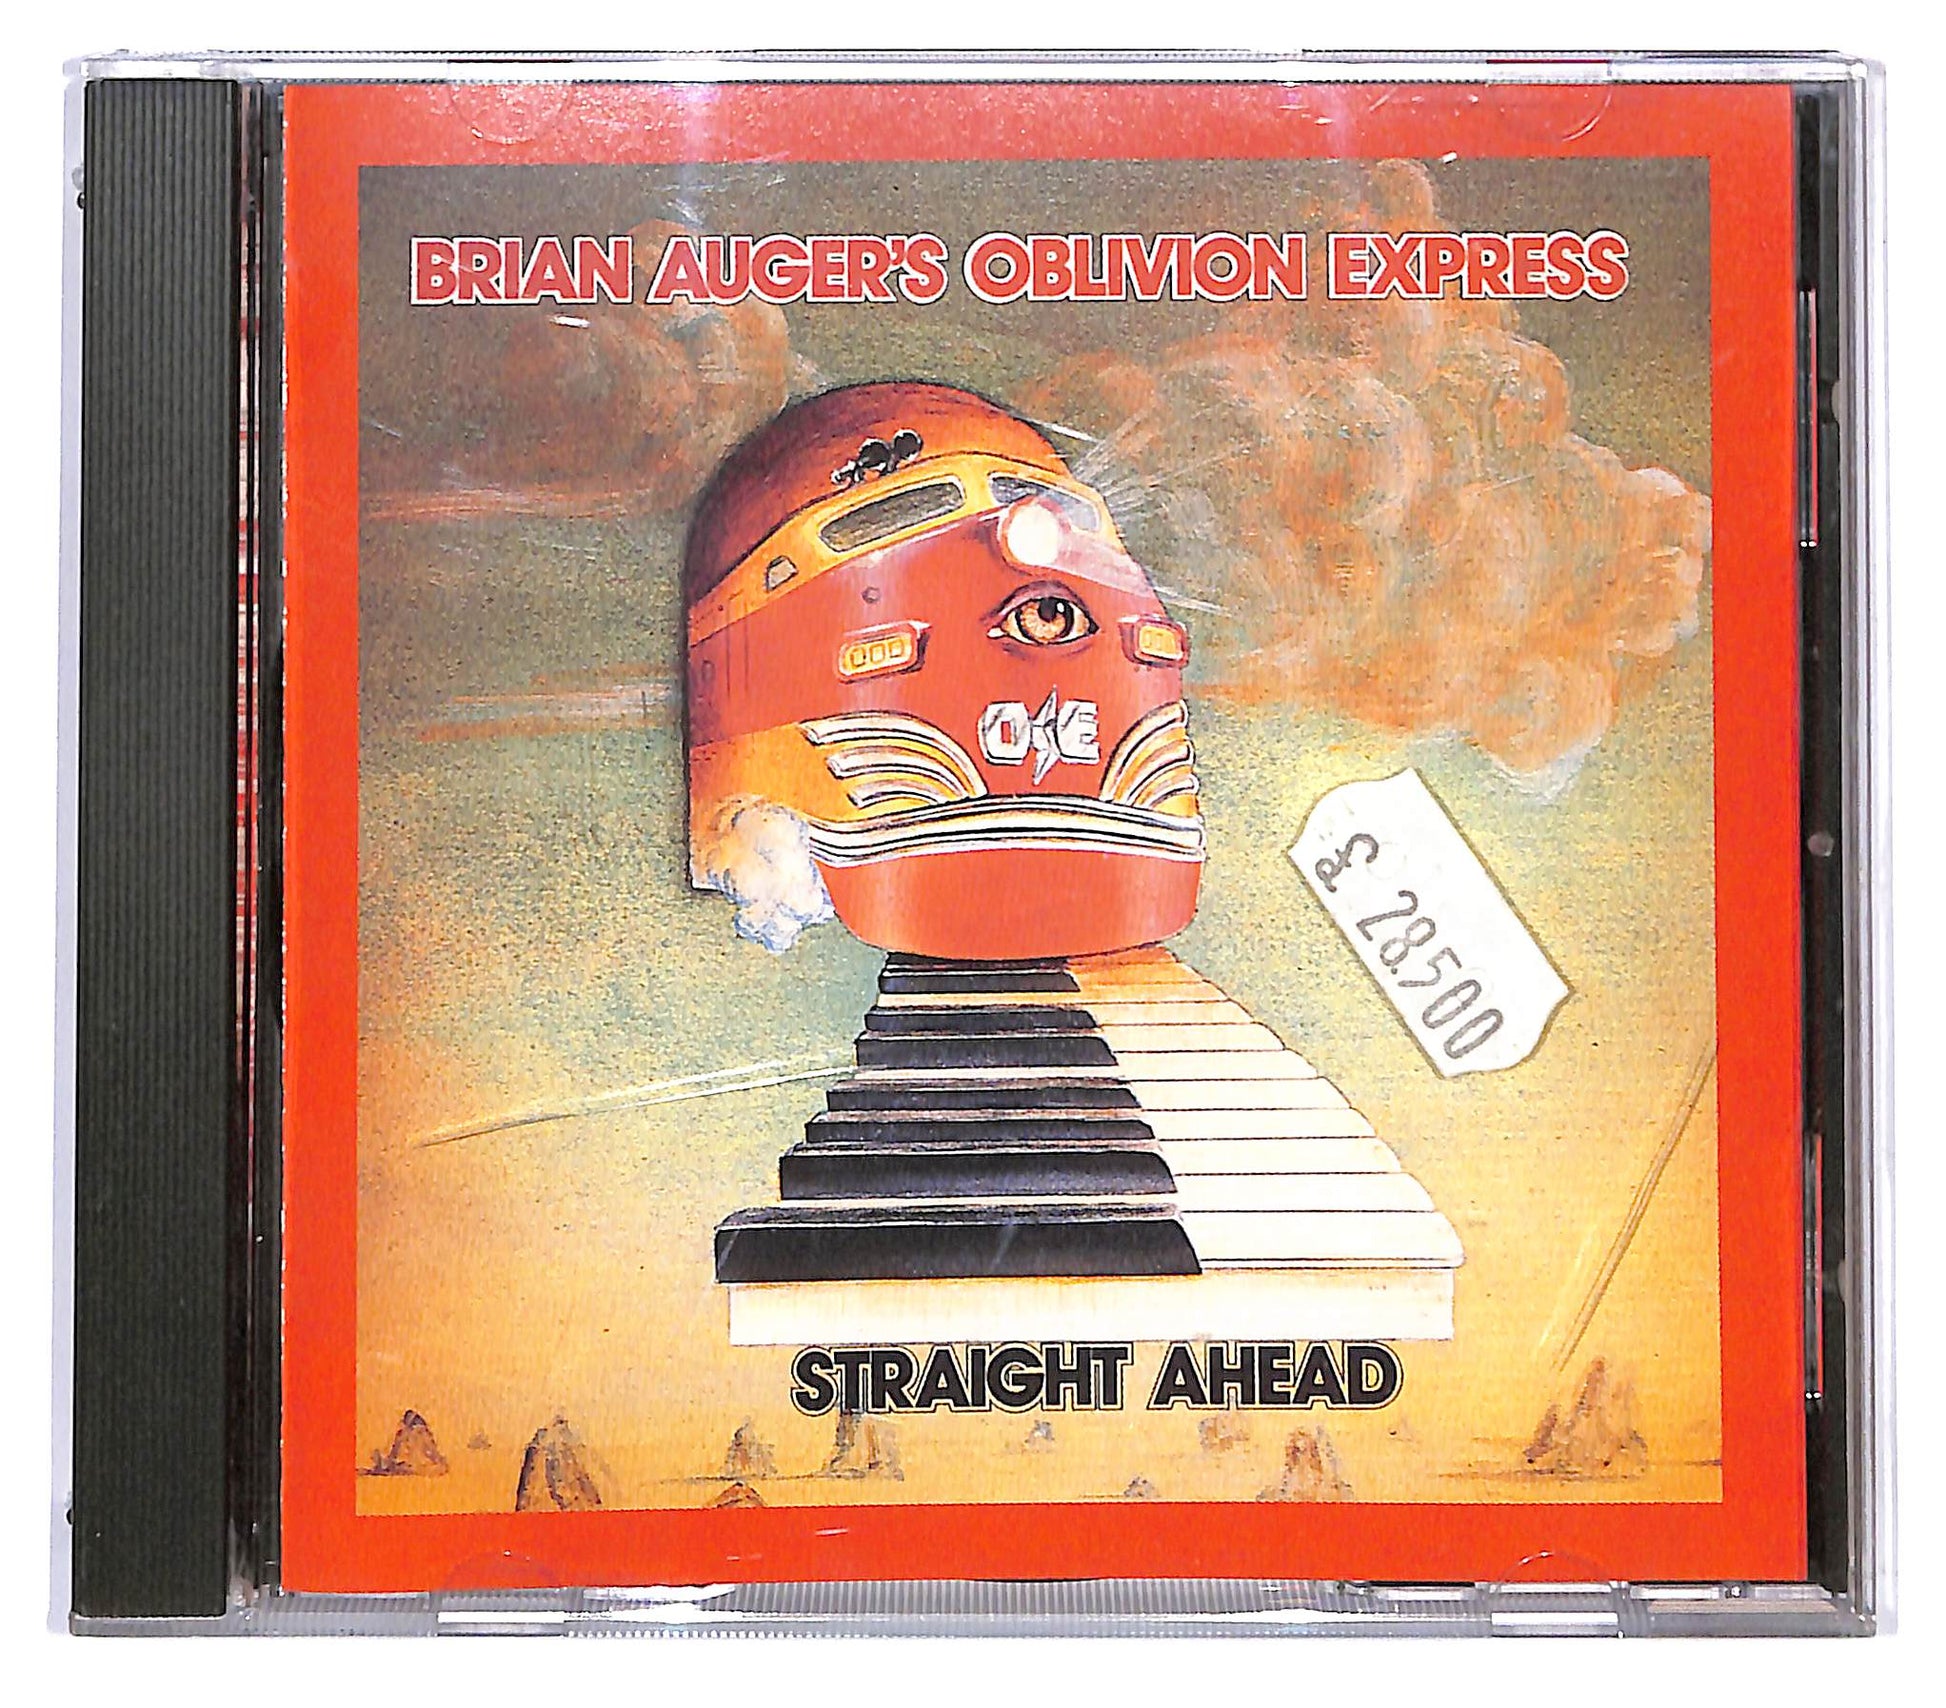 BRIAN AUGER'S OBLIVION EXPRESS
OE
£ 28.500
STRAIGHT AHEAD